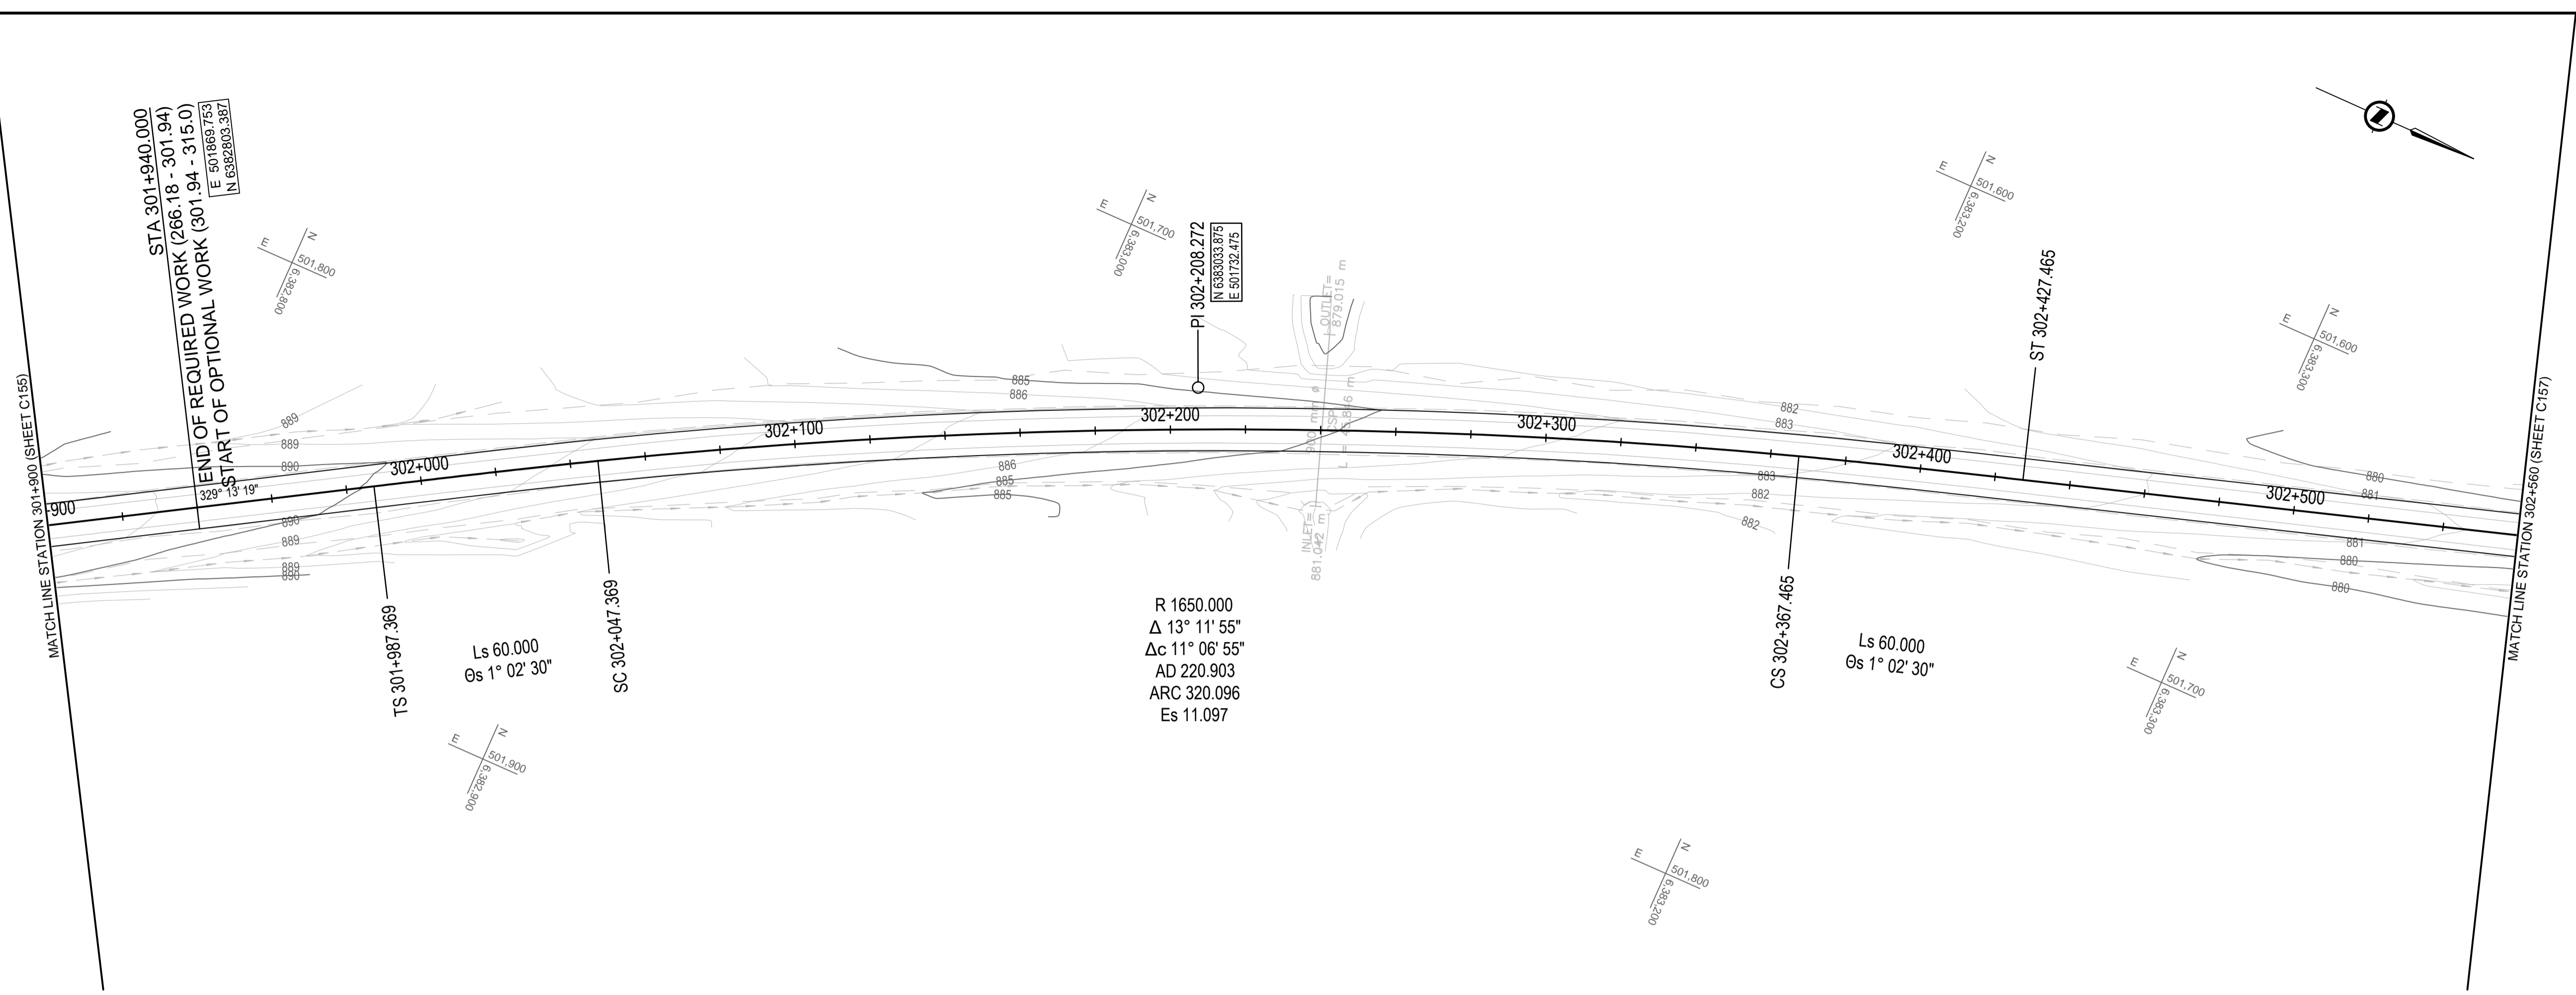 MATCH LINE STATION 301+900 (SHEET C155)
STA 301+940.000
END OF REQUIRED WORK (266.18 - 301.94)
START OF OPTIONAL WORK (301.94 - 315.0)
E 501869.753
N 6382803.387
329° 13' 19"
E
N
501,800
6,382,800
E
N
501,700
6,383,000
PI 302+208.272
N 6383033.875
E 501732.475
OUTLET=
879.015 m
E
N
501,600
6,383,200
ST 302+427.465
E
N
501,600
6,383,300
N
885
886
889
889
890
882
883
880
881
900
302+000
302+100
302+200
302+300
302+400
302+500
900 mm ø
INLET=
881.042 m
890
889
889
890
886
885
885
883
882
882
881
880
880
TS 301+987.369
Ls 60.000
Θs 1° 02' 30"
SC 302+047.369
R 1650.000
Δ 13° 11' 55"
Δc 11° 06' 55"
AD 220.903
ARC 320.096
Es 11.097
CS 302+367.465
Ls 60.000
Θs 1° 02' 30"
E
N
501,700
6,383,300
E
N
501,900
6,382,900
E
N
501,800
6,383,200
MATCH LINE STATION 302+560 (SHEET C157)